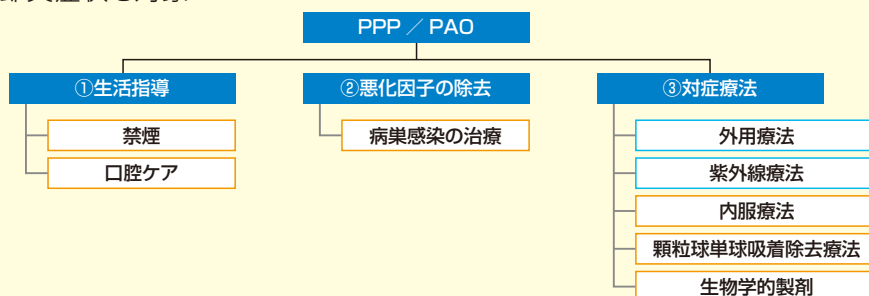 PPP ／ PAO
①生活指導
禁煙
口腔ケア
②悪化因子の除去
病巣感染の治療
③対症療法
外用療法
紫外線療法
内服療法
顆粒球単球吸着除去療法
生物学的製剤